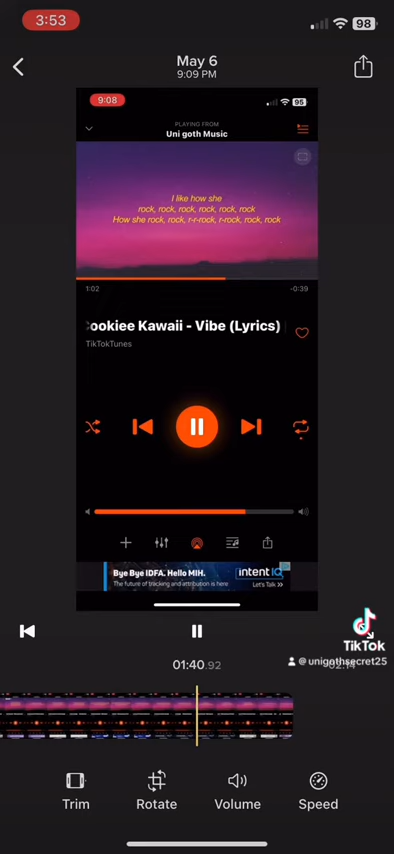 3:53
98
May 6
9:09 PM
9:08
95
PLAYING FROM
Uni goth Music
I like how she
rock, rock, rock, rock, rock, rock
How she rock, rock, r-r-rock, r-rock, rock, rock
1:02
-0:39
ookiee Kawaii - Vibe (Lyrics)
TikTokTunes
Bye Bye IDFA. Hello MIH.
The future of tracking and attribution is here
intent IQ
Let's Talk >>
TikTok
@unigothsecret25
01:40.92
02:14
Trim
Rotate
Volume
Speed